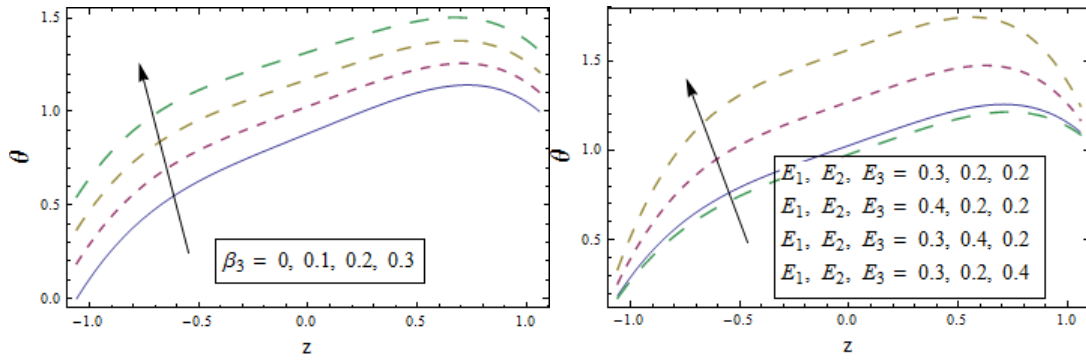 1.5
1.0
0.5
0.0
θ
−1.0
−0.5
0.0
0.5
1.0
z
β3 = 0, 0.1, 0.2, 0.3
1.5
1.0
0.5
θ
−1.0
−0.5
0.0
0.5
1.0
z
E1, E2, E3 = 0.3, 0.2, 0.2
E1, E2, E3 = 0.4, 0.2, 0.2
E1, E2, E3 = 0.3, 0.4, 0.2
E1, E2, E3 = 0.3, 0.2, 0.4